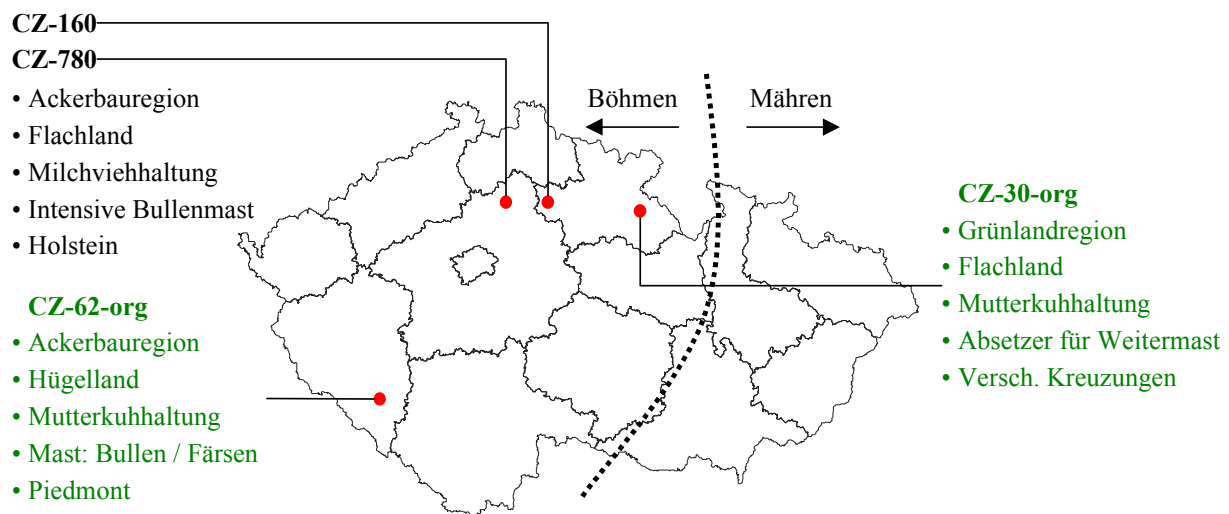 CZ-160
CZ-780
• Ackerbauregion
• Flachland
• Milchviehhaltung
• Intensive Bullenmast
• Holstein
Böhmen
Mähren
CZ-30-org
• Grünlandregion
• Flachland
• Mutterkuhhaltung
• Absetzer für Weitermast
• Versch. Kreuzungen
CZ-62-org
• Ackerbauregion
• Hügelland
• Mutterkuhhaltung
• Mast: Bullen / Färsen
• Piedmont